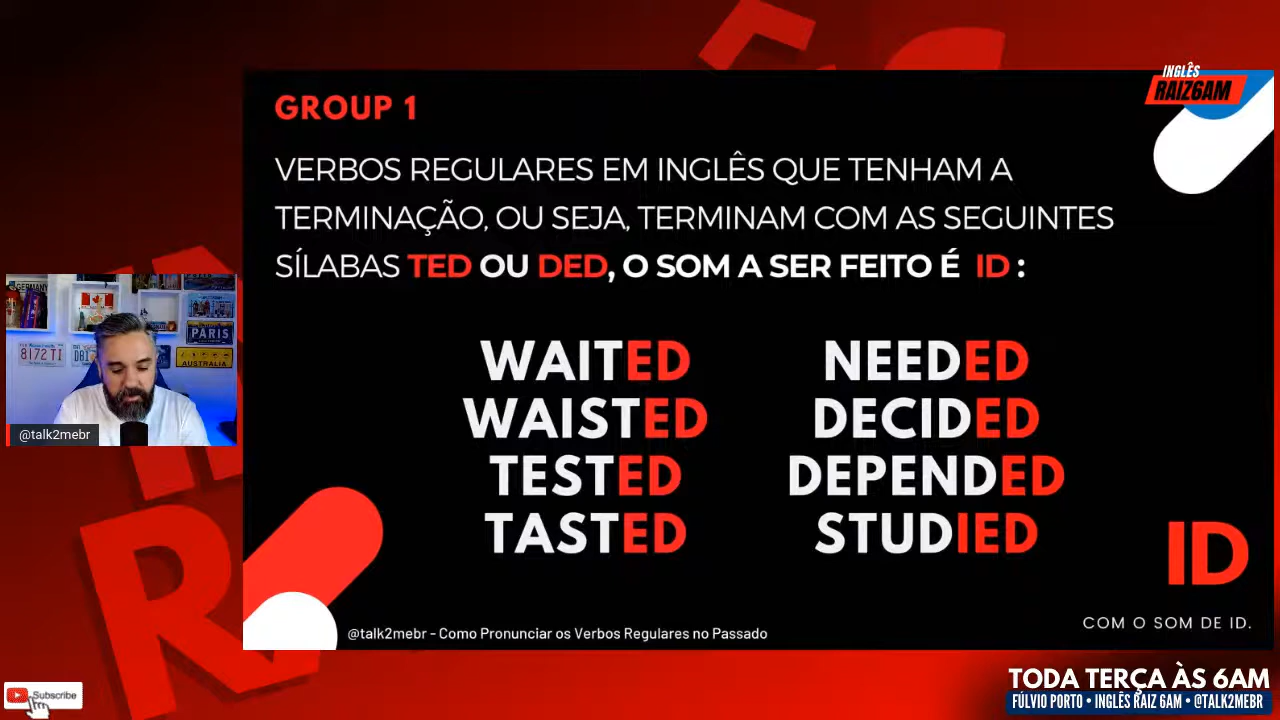 INGLÊS
RAIZ6AM
GROUP 1
VERBOS REGULARES EM INGLÊS QUE TENHAM A
TERMINAÇÃO, OU SEJA, TERMINAM COM AS SEGUINTES
SÍLABAS TED OU DED, O SOM A SER FEITO É ID :
WAITED
WAISTED
TESTED
TASTED
NEEDED
DECIDED
DEPENDED
STUDIED
ID
COM O SOM DE ID.
@talk2mebr - Como Pronunciar os Verbos Regulares no Passado
PARIS
8172 TI
AUSTRALIA
@talk2mebr
Subscribe
TODA TERÇA ÀS 6AM
FÚLVIO PORTO • INGLÊS RAIZ 6AM • @TALK2MEBR